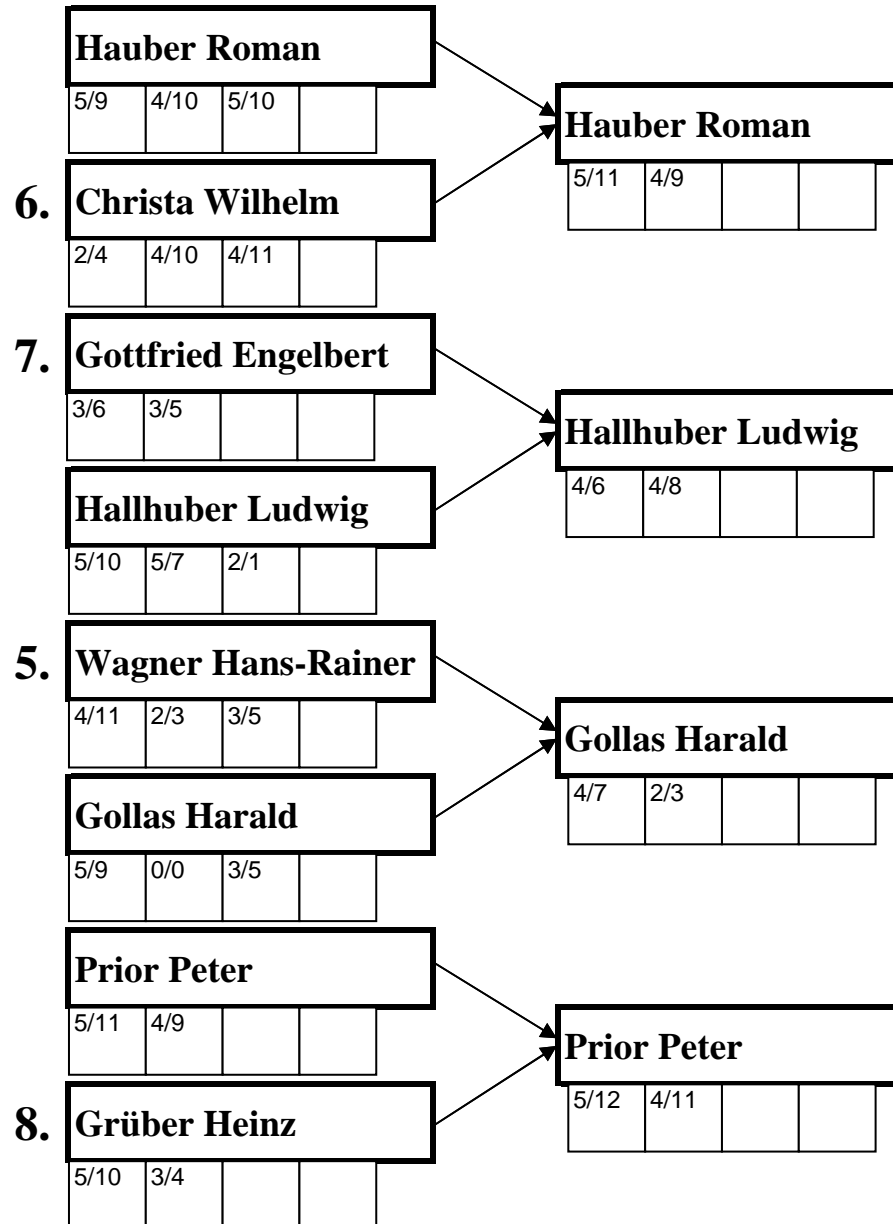 Hauber Roman
5/9 4/10 5/10
6. Christa Wilhelm
2/4 4/10 4/11
Hauber Roman
5/11 4/9
7. Gottfried Engelbert
3/6 3/5
Hallhuber Ludwig
5/10 5/7 2/1
Hallhuber Ludwig
4/6 4/8
5. Wagner Hans-Rainer
4/11 2/3 3/5
Gollas Harald
5/9 0/0 3/5
Gollas Harald
4/7 2/3
Prior Peter
5/11 4/9
8. Grüber Heinz
5/10 3/4
Prior Peter
5/12 4/11